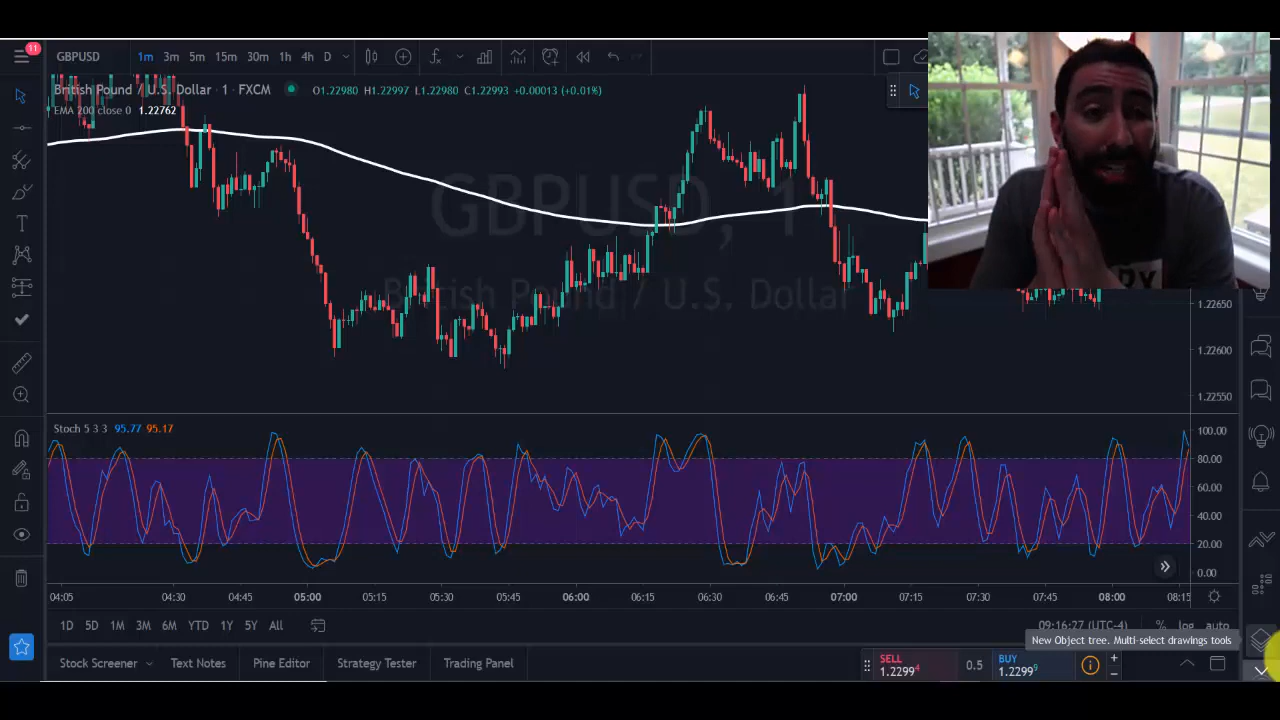 11
GBPUSD 1m 3m 5m 15m 30m 1h 4h D
British Pound / U.S. Dollar · 1 · FXCM O1.22980 H1.22997 L1.22980 C1.22993 +0.00013 (+0.01%)
EMA 200 close 0 1.22762
GBPUSD, 1
British Pound / U.S. Dollar
1.22650
1.22600
1.22550
Stoch 5 3 3 95.77 95.17
100.00
80.00
60.00
40.00
20.00
0.00
04:05 04:30 04:45 05:00 05:15 05:30 05:45 06:00 06:15 06:30 06:45 07:00 07:15 07:30 07:45 08:00 08:15
1D 5D 1M 3M 6M YTD 1Y 5Y All 09:16:27 (UTC-4) % log auto
New Object tree. Multi-select drawings tools
Stock Screener Text Notes Pine Editor Strategy Tester Trading Panel
SELL 0.5 BUY
1.2299⁴ 1.2299⁹